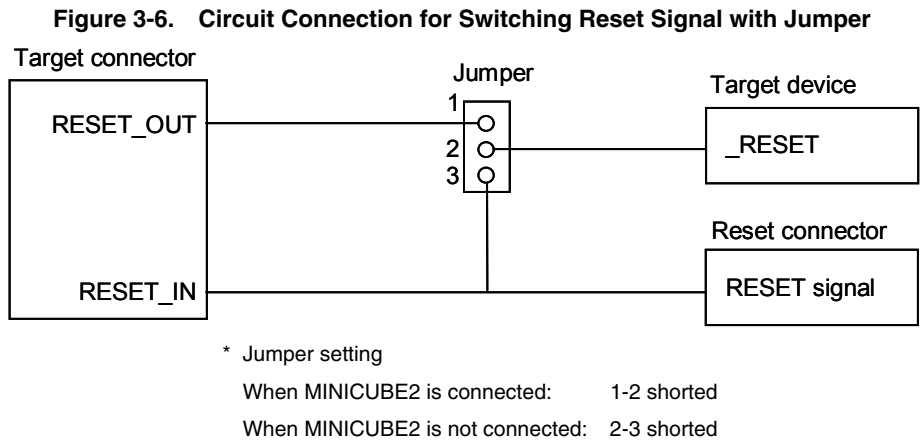 Figure 3-6. Circuit Connection for Switching Reset Signal with Jumper
Target connector
Jumper
Target device
1
RESET_OUT
2
_RESET
3
Reset connector
RESET_IN
RESET signal
* Jumper setting
When MINICUBE2 is connected: 1-2 shorted
When MINICUBE2 is not connected: 2-3 shorted